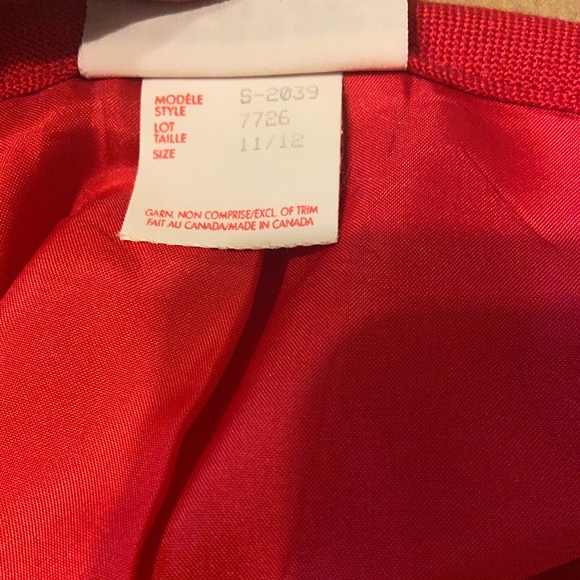 MODÈLE
STYLE S-2039
LOT 7726
TAILLE
SIZE 11/12
GARN. NON COMPRISE/EXCL. OF TRIM
FAIT AU CANADA/MADE IN CANADA